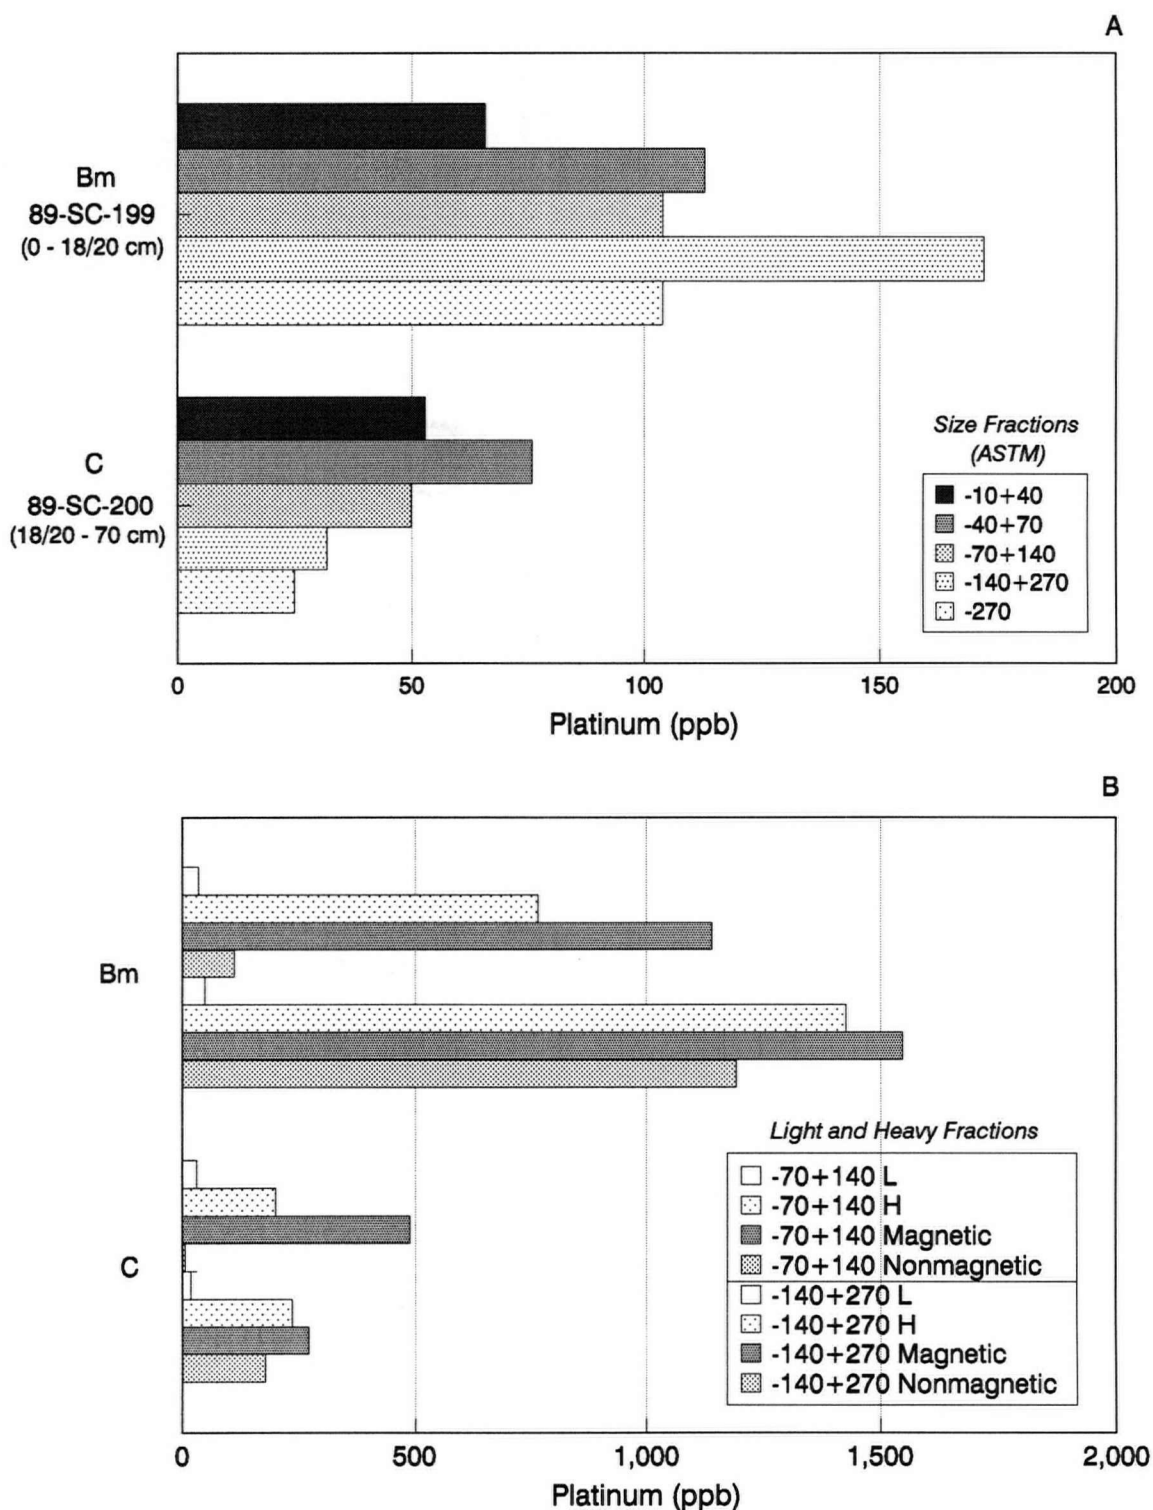 A
Bm
89-SC-199
(0 - 18/20 cm)
C
89-SC-200
(18/20 - 70 cm)
Size Fractions
(ASTM)
-10+40
-40+70
-70+140
-140+270
-270
0 50 100 150 200
Platinum (ppb)
B
Bm
C
Light and Heavy Fractions
-70+140 L
-70+140 H
-70+140 Magnetic
-70+140 Nonmagnetic
-140+270 L
-140+270 H
-140+270 Magnetic
-140+270 Nonmagnetic
0 500 1,000 1,500 2,000
Platinum (ppb)